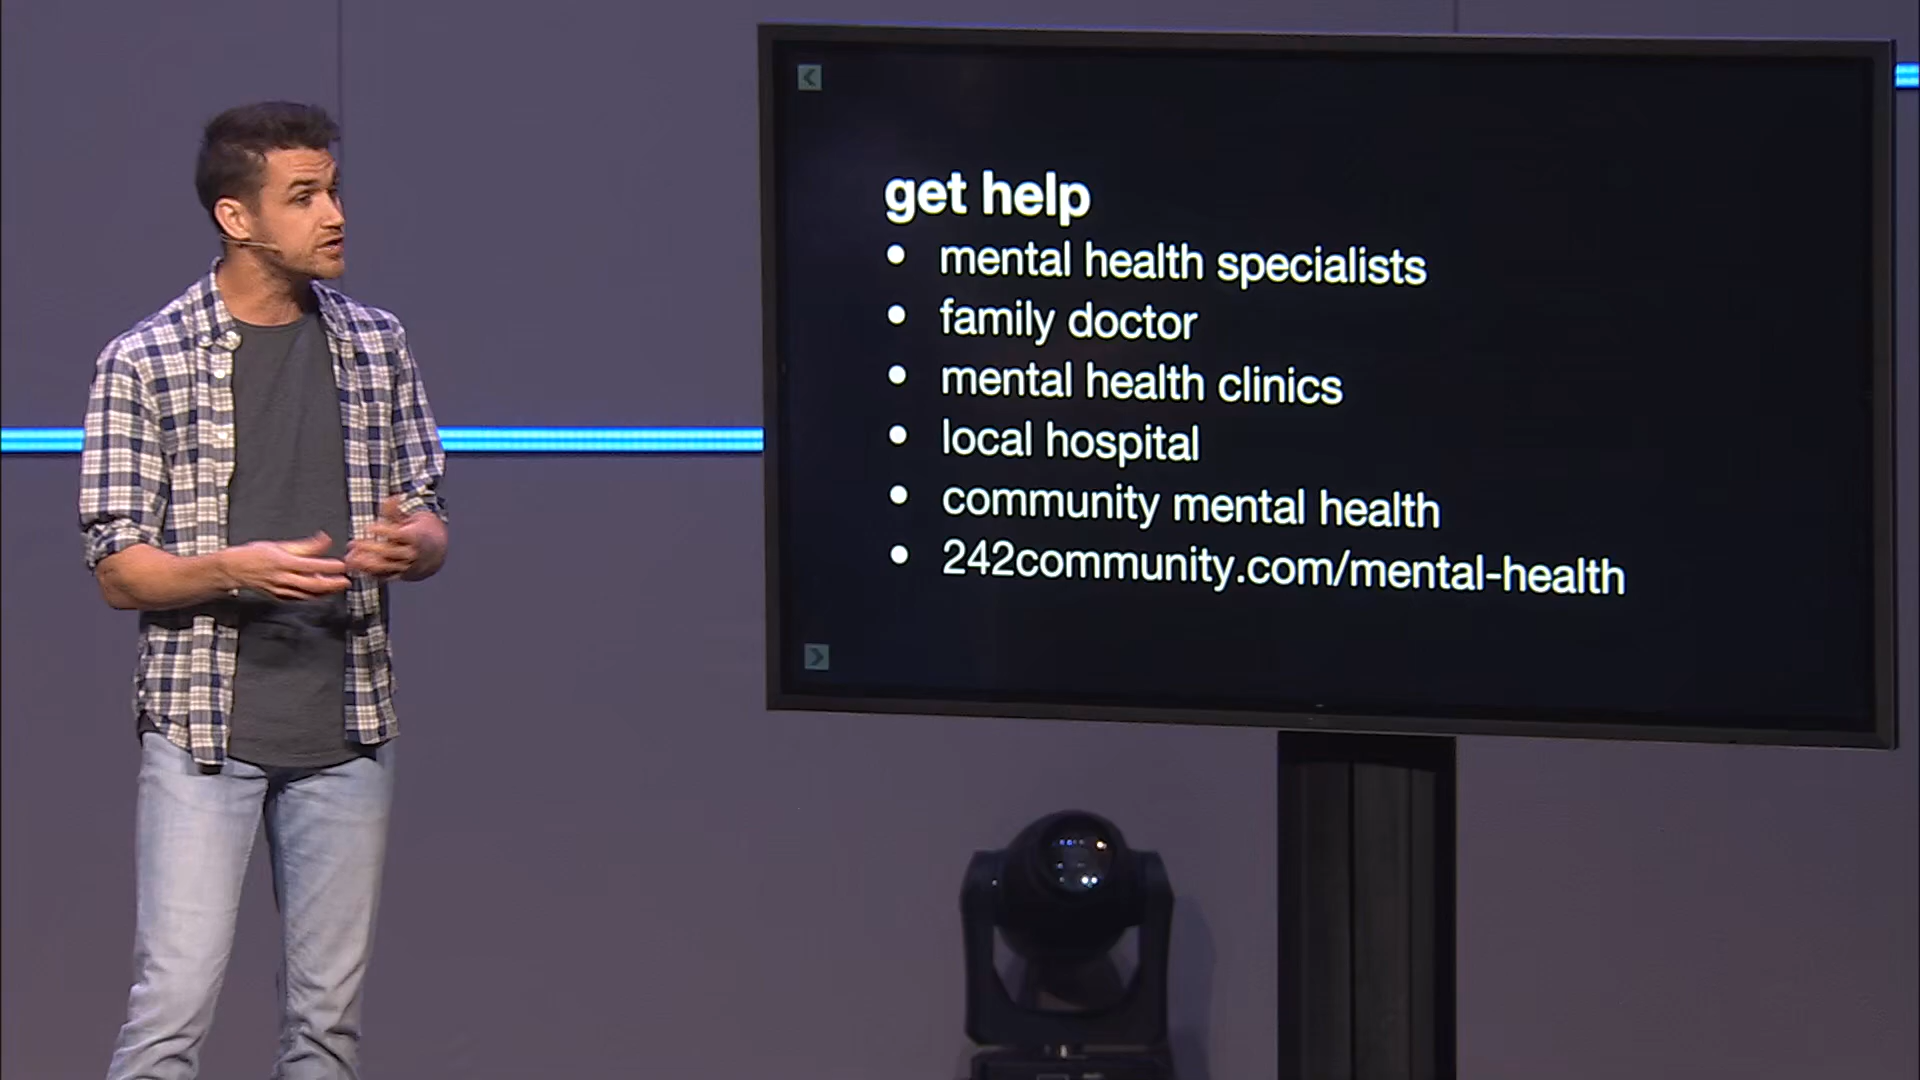 get help
• mental health specialists
• family doctor
• mental health clinics
• local hospital
• community mental health
• 242community.com/mental-health